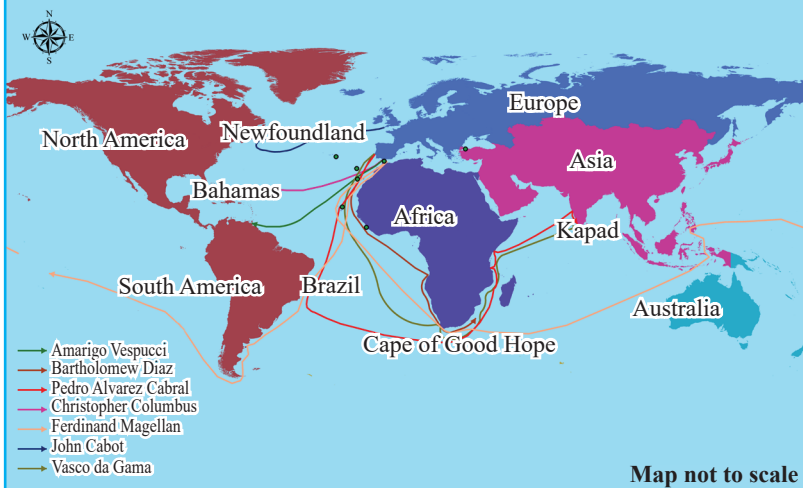 N
W E
S
Europe
North America
Newfoundland
Asia
Bahamas
Africa
Kapad
South America
Brazil
Australia
Cape of Good Hope
Amarigo Vespucci
Bartholomew Diaz
Pedro Alvarez Cabral
Christopher Columbus
Ferdinand Magellan
John Cabot
Vasco da Gama
Map not to scale